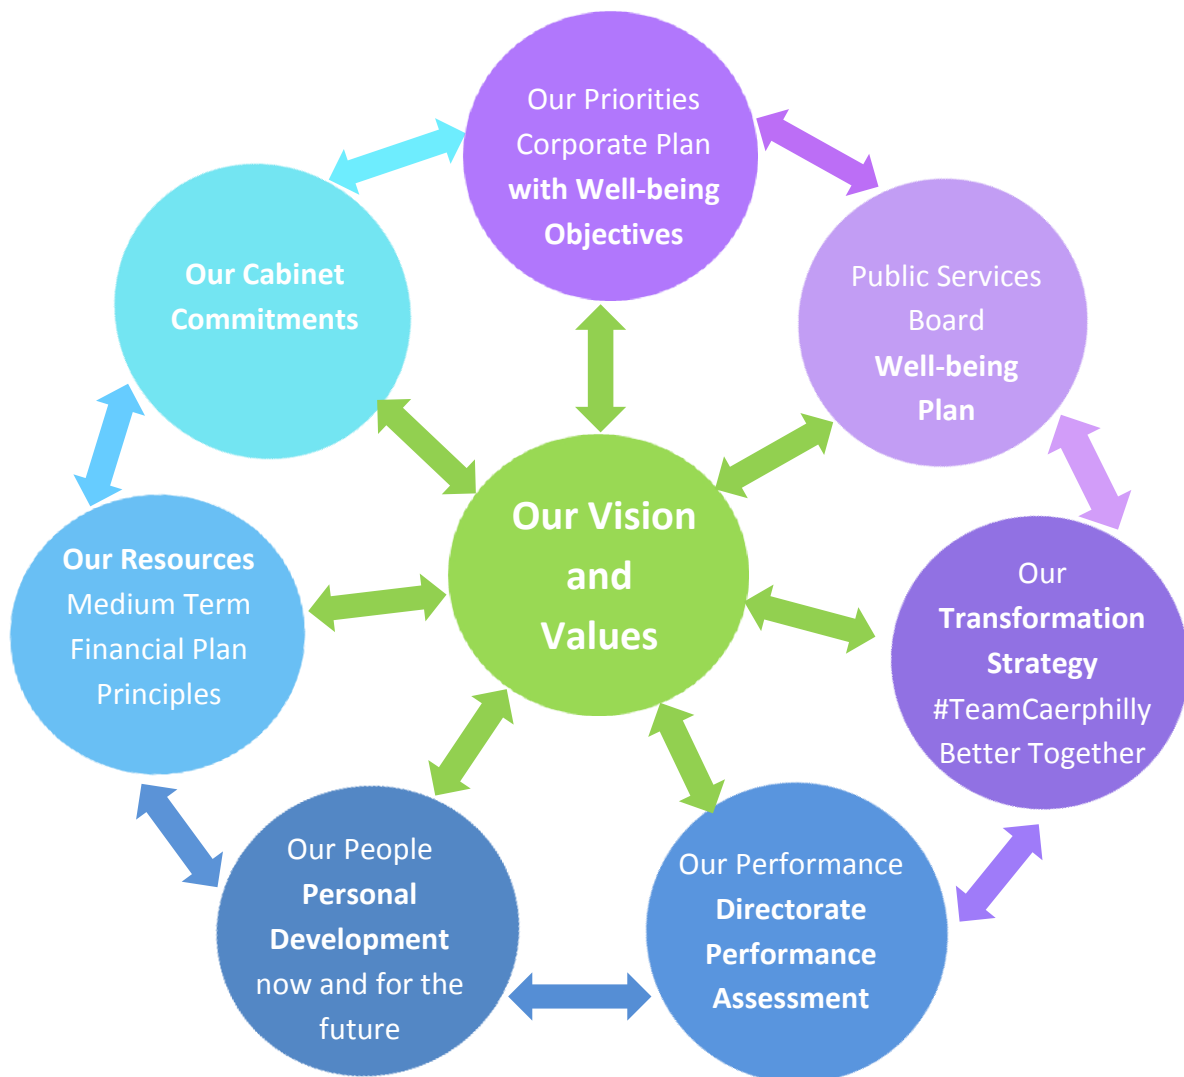 Our Priorities
Corporate Plan
with Well-being
Objectives
Public Services
Board
Well-being
Plan
Our
Transformation
Strategy
#TeamCaerphilly
Better Together
Our Performance
Directorate
Performance
Assessment
Our People
Personal
Development
now and for the
future
Our Resources
Medium Term
Financial Plan
Principles
Our Cabinet
Commitments
Our Vision
and
Values